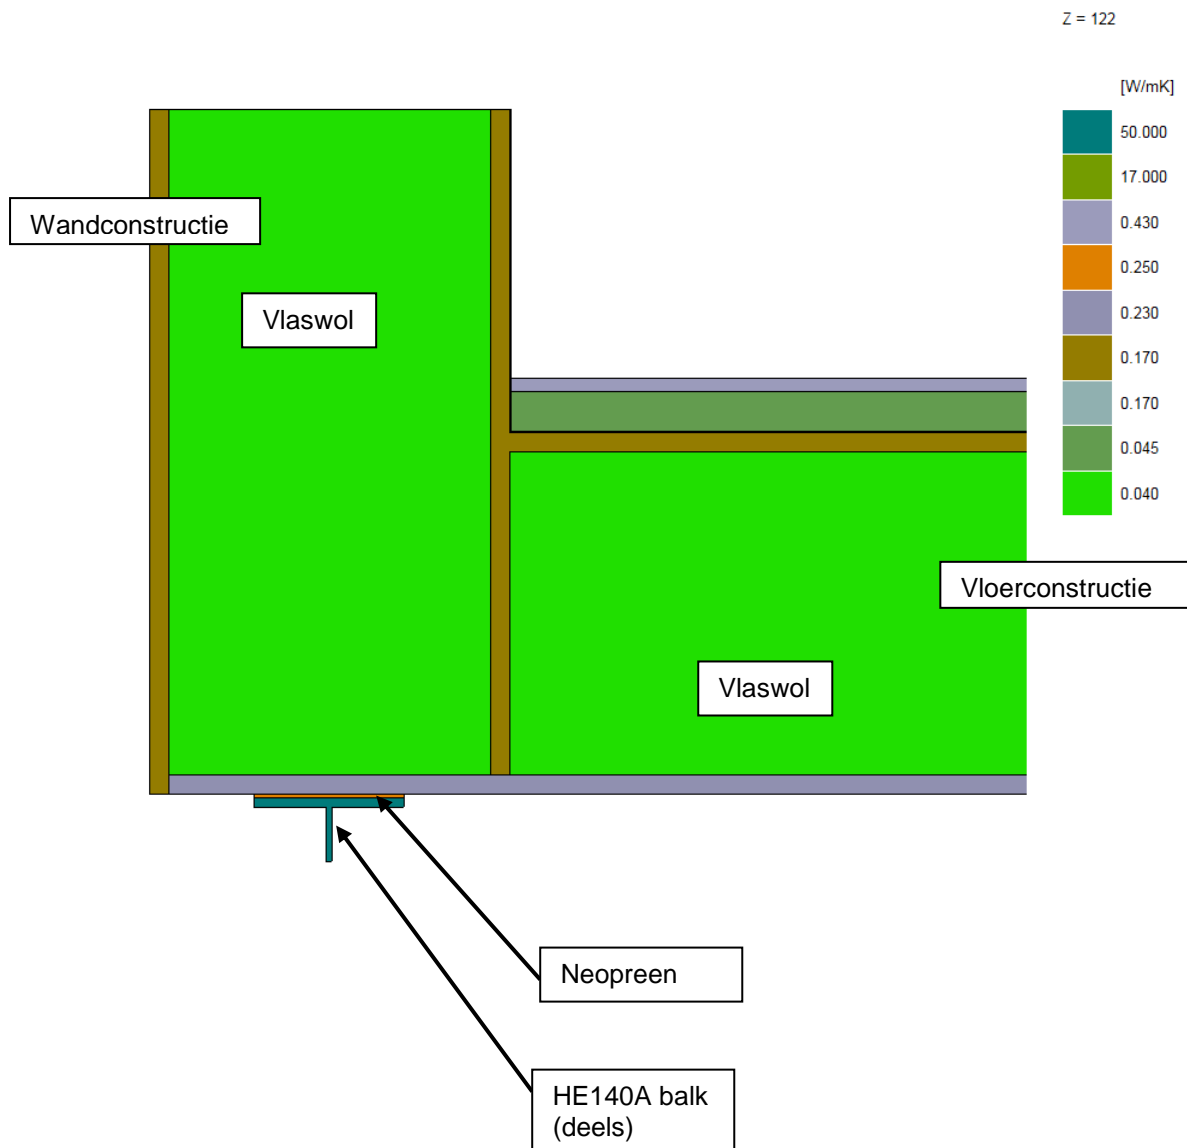 Z = 122
[W/mK]
50.000
17.000
0.430
0.250
0.230
0.170
0.170
0.045
0.040
Wandconstructie
Vlaswol
Vloerconstructie
Vlaswol
Neopreen
HE140A balk
(deels)